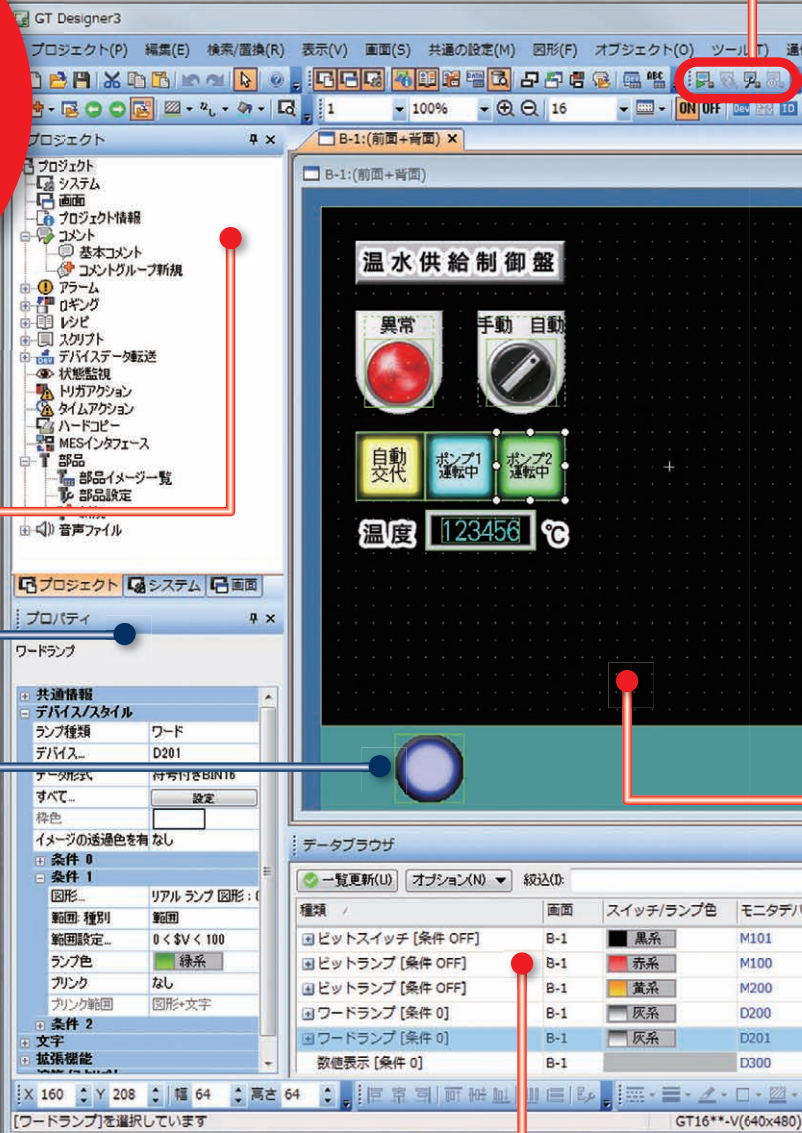 GT Designer3
プロジェクト(P) 編集(E) 検索/置換(R) 表示(V) 画面(S) 共通の設定(M) 図形(F) オブジェクト(O)
ABC
1 100% 16 ON OFF Dev ID
プロジェクト
プロジェクト
システム
画面
プロジェクト情報
コメント
基本コメント
コメントグループ新規
アラーム
ロギング
レシピ
スクリプト
デバイスデータ転送
状態監視
トリガアクション
タイムアクション
ハードコピー
MESインタフェース
部品
部品イメージ一覧
部品設定
音声ファイル
プロジェクト システム 画面
B-1:(前面+背面)
B-1:(前面+背面)
温水供給制御盤
異常 手動 自動
自動
交代
ポンプ1
運転中
ポンプ2
運転中
温度 123456 ℃
プロパティ
ワードランプ
共通情報
デバイス/スタイル
ランプ種類 ワード
デバイス... D201
データ形式 符号付きBIN16
すべて... 設定
枠色
イメージの透過色を有 なし
条件 0
条件 1
図形... リアル ランプ 図形 :
範囲: 種別 範囲
範囲設定... 0 < $V < 100
ランプ色 緑系
ブリンク なし
ブリンク範囲 図形+文字
条件 2
文字
拡張機能
データブラウザ
一覧更新(U) オプション(N) 絞込(I):
種類 画面 スイッチ/ランプ色 モニタデバ
ビットスイッチ [条件 OFF] B-1 黒系 M101
ビットランプ [条件 OFF] B-1 赤系 M100
ビットランプ [条件 OFF] B-1 黄系 M200
ワードランプ [条件 0] B-1 灰系 D200
ワードランプ [条件 0] B-1 灰系 D201
数値表示 [条件 0] B-1 D300
X 160 Y 208 幅 64 高さ 64
[ワードランプ]を選択しています
GT16**-V(640x480)